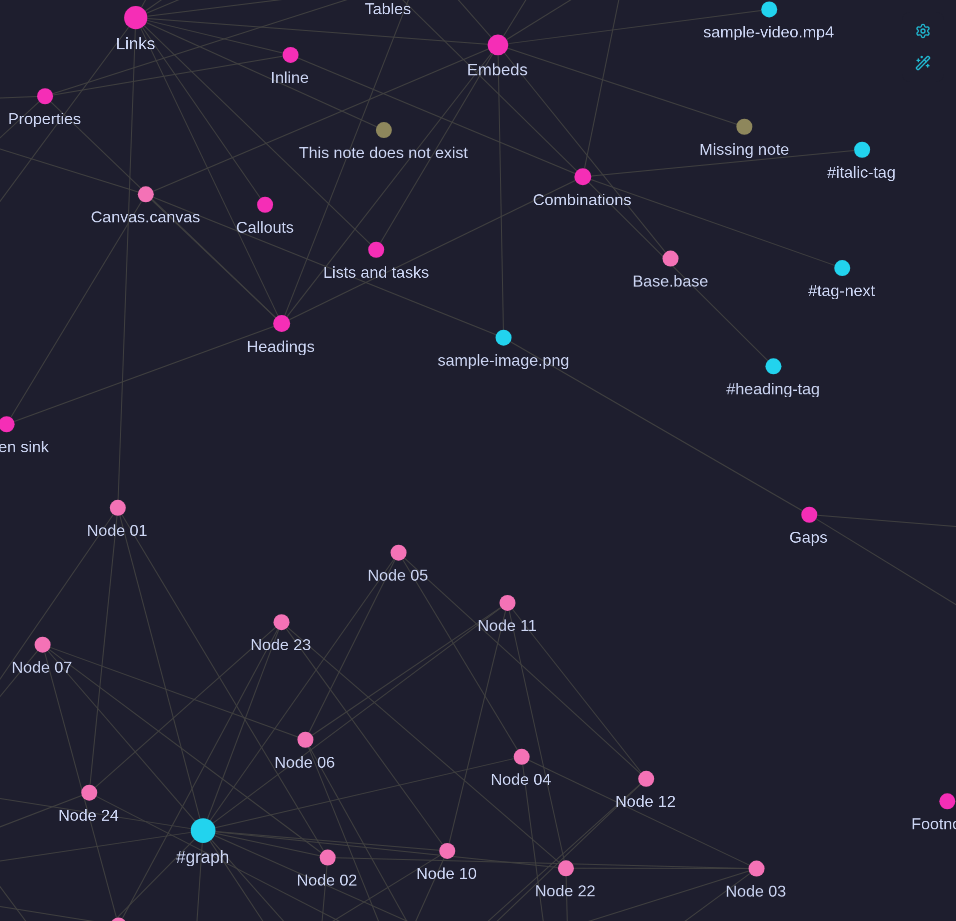 Tables
sample-video.mp4
Links
Embeds
Inline
Properties
This note does not exist
Missing note
#italic-tag
Canvas.canvas
Combinations
Callouts
Lists and tasks
Base.base
#tag-next
Headings
sample-image.png
#heading-tag
en sink
Node 01
Gaps
Node 05
Node 11
Node 23
Node 07
Node 06
Node 04
Node 12
Node 24
Footno
#graph
Node 02
Node 10
Node 22
Node 03